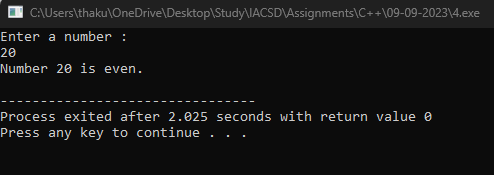 C:\Users\thaku\OneDrive\Desktop\Study\IACSD\Assignments\C++\09-09-2023\4.exe
Enter a number :
20
Number 20 is even.
--------------------------------
Process exited after 2.025 seconds with return value 0
Press any key to continue . . .